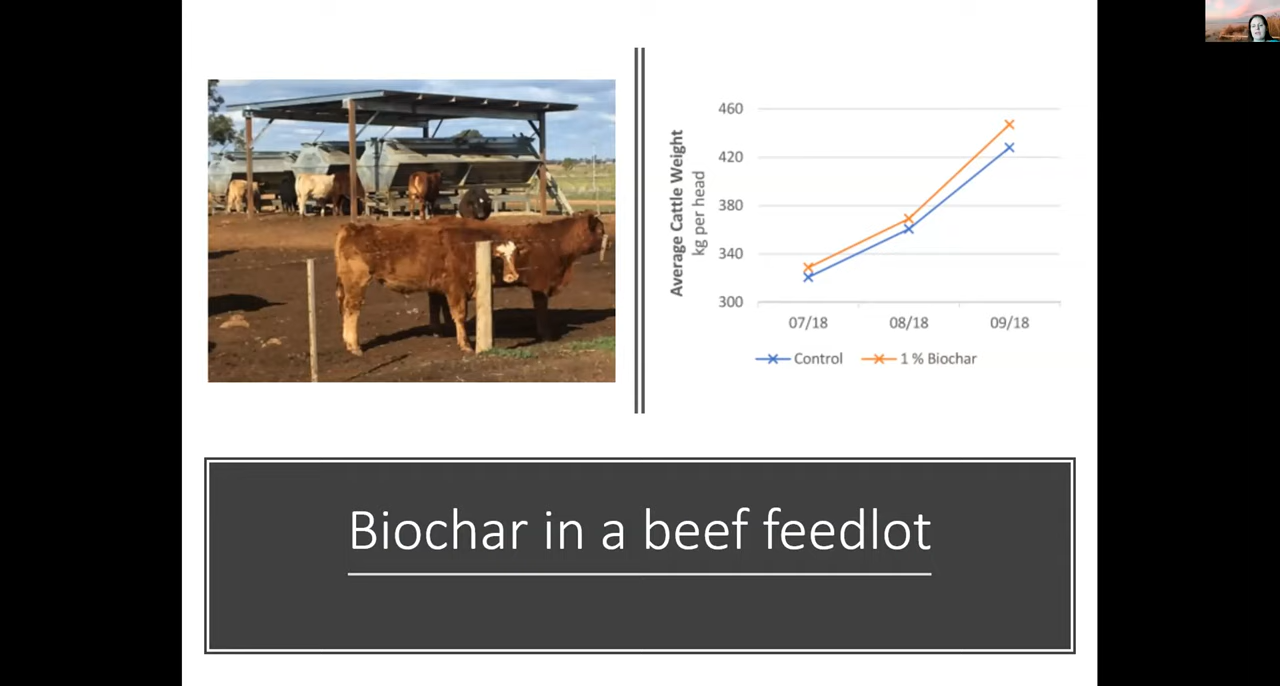 Average Cattle Weight
kg per head
460
420
380
340
300
07/18 08/18 09/18
Control 1 % Biochar
Biochar in a beef feedlot